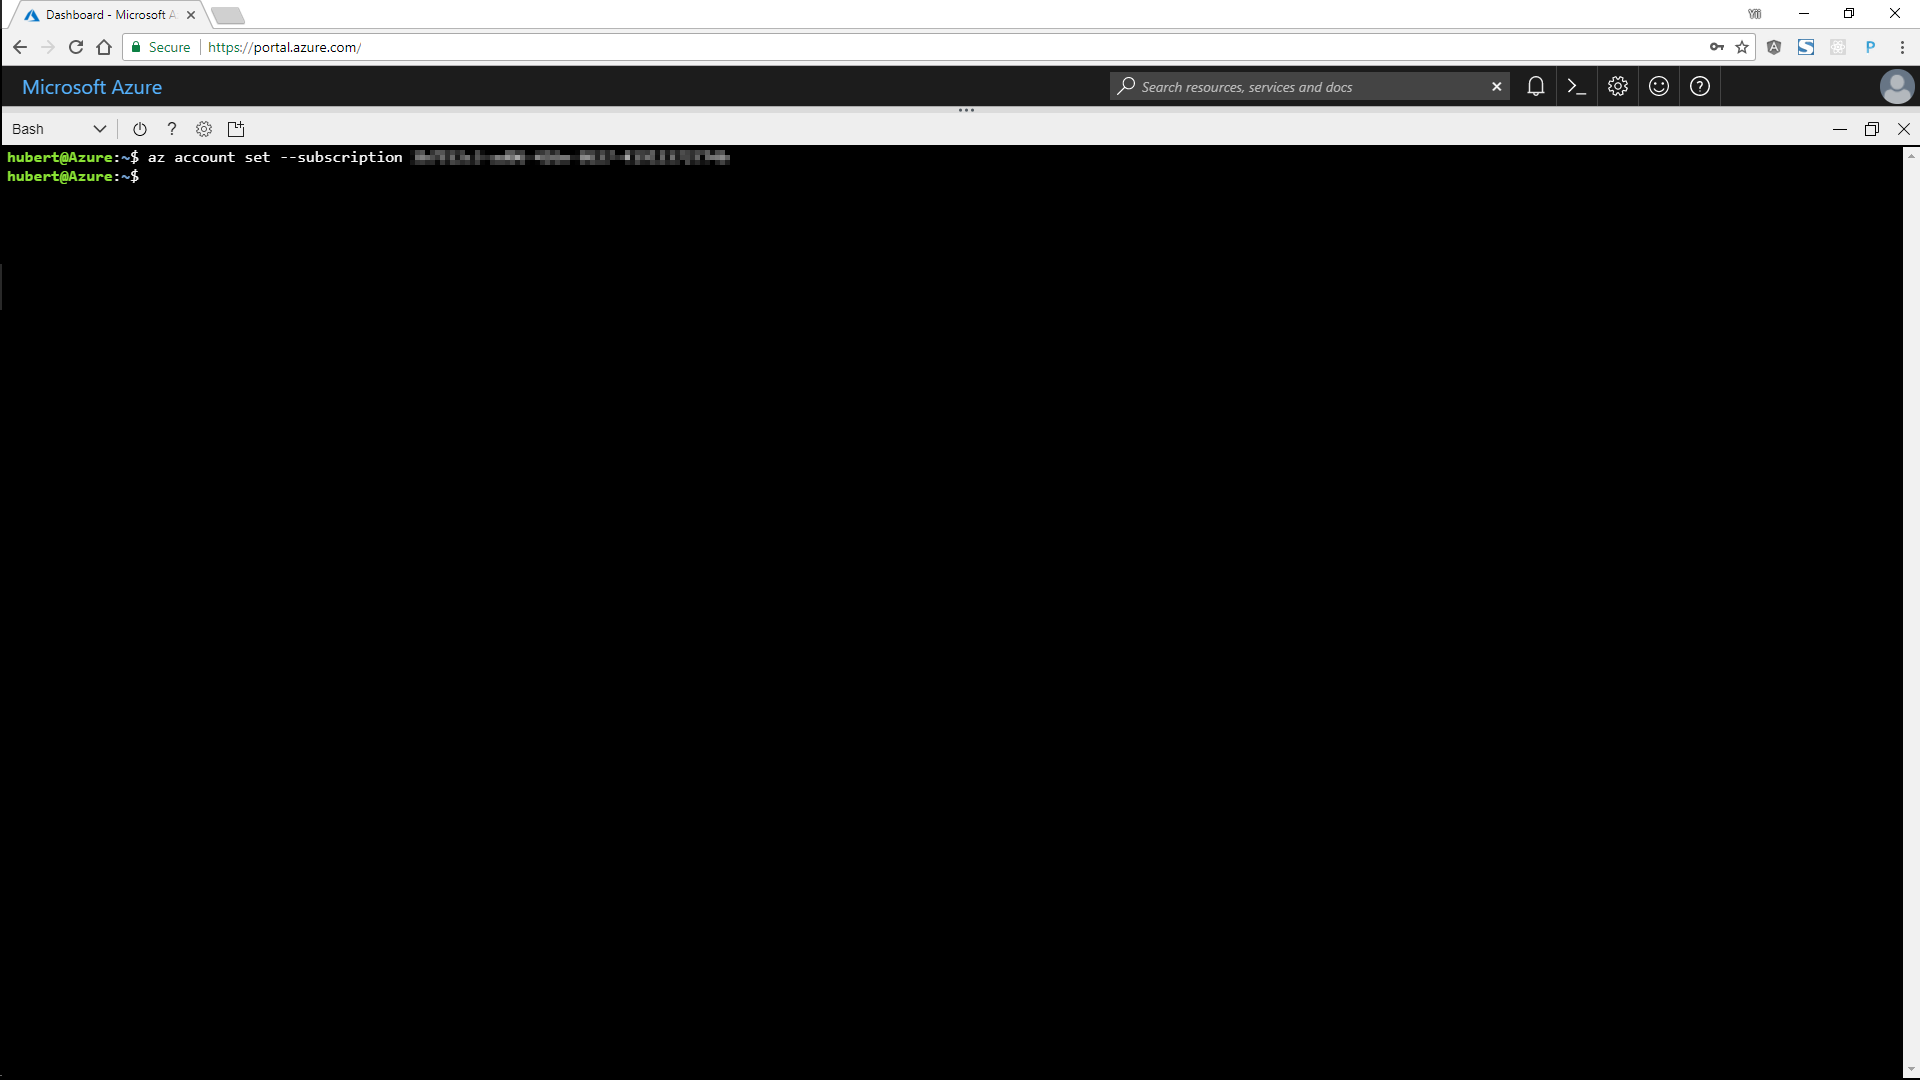 Dashboard - Microsoft A
Yii
Secure
https://portal.azure.com/
Microsoft Azure
Search resources, services and docs
Bash
hubert@Azure:~$ az account set --subscription
hubert@Azure:~$